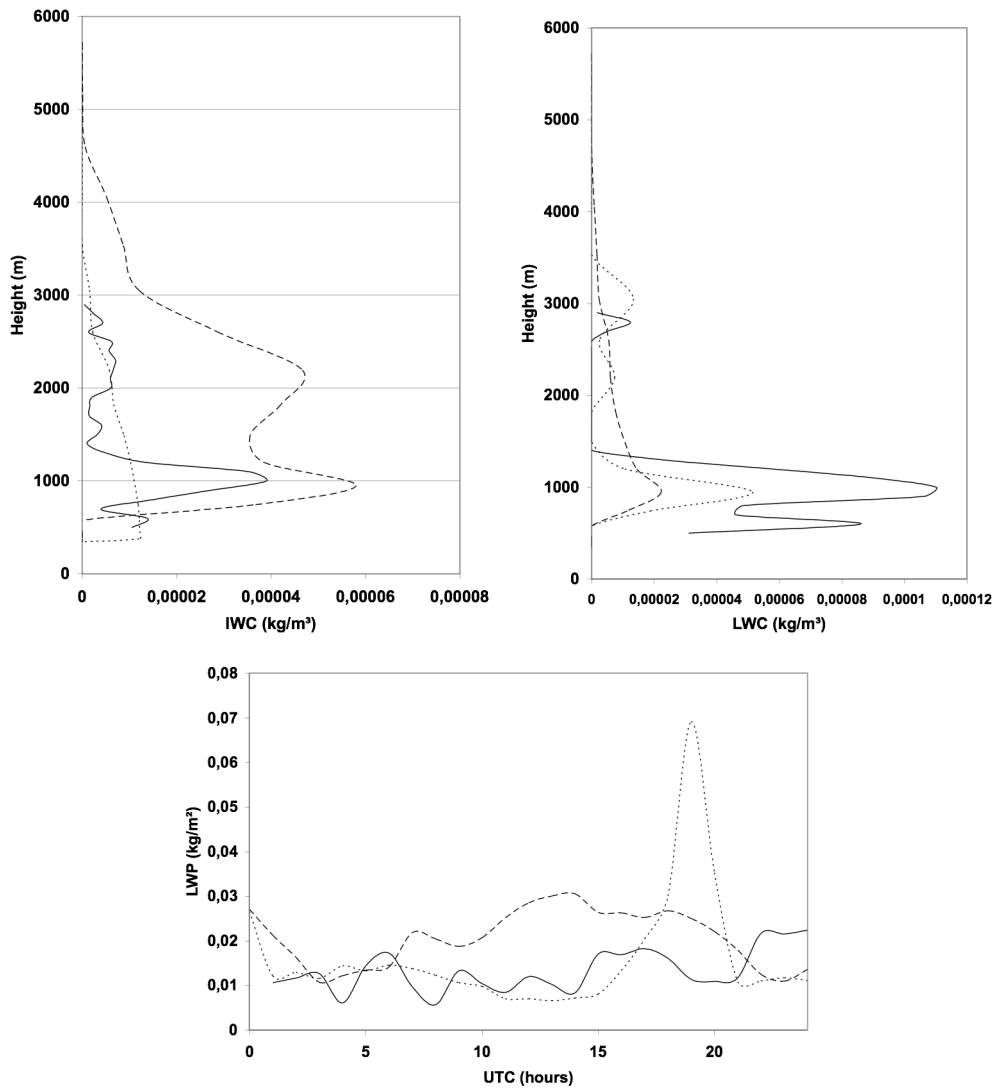 6000
5000
4000
3000
2000
1000
0
Height (m)
0 0,00002 0,00004 0,00006 0,00008
IWC (kg/m³)
6000
5000
4000
3000
2000
1000
0
Height (m)
0 0,00002 0,00004 0,00006 0,00008 0,0001 0,00012
LWC (kg/m³)
0,08
0,07
0,06
0,05
0,04
0,03
0,02
0,01
0
LWP (kg/m²)
0 5 10 15 20
UTC (hours)